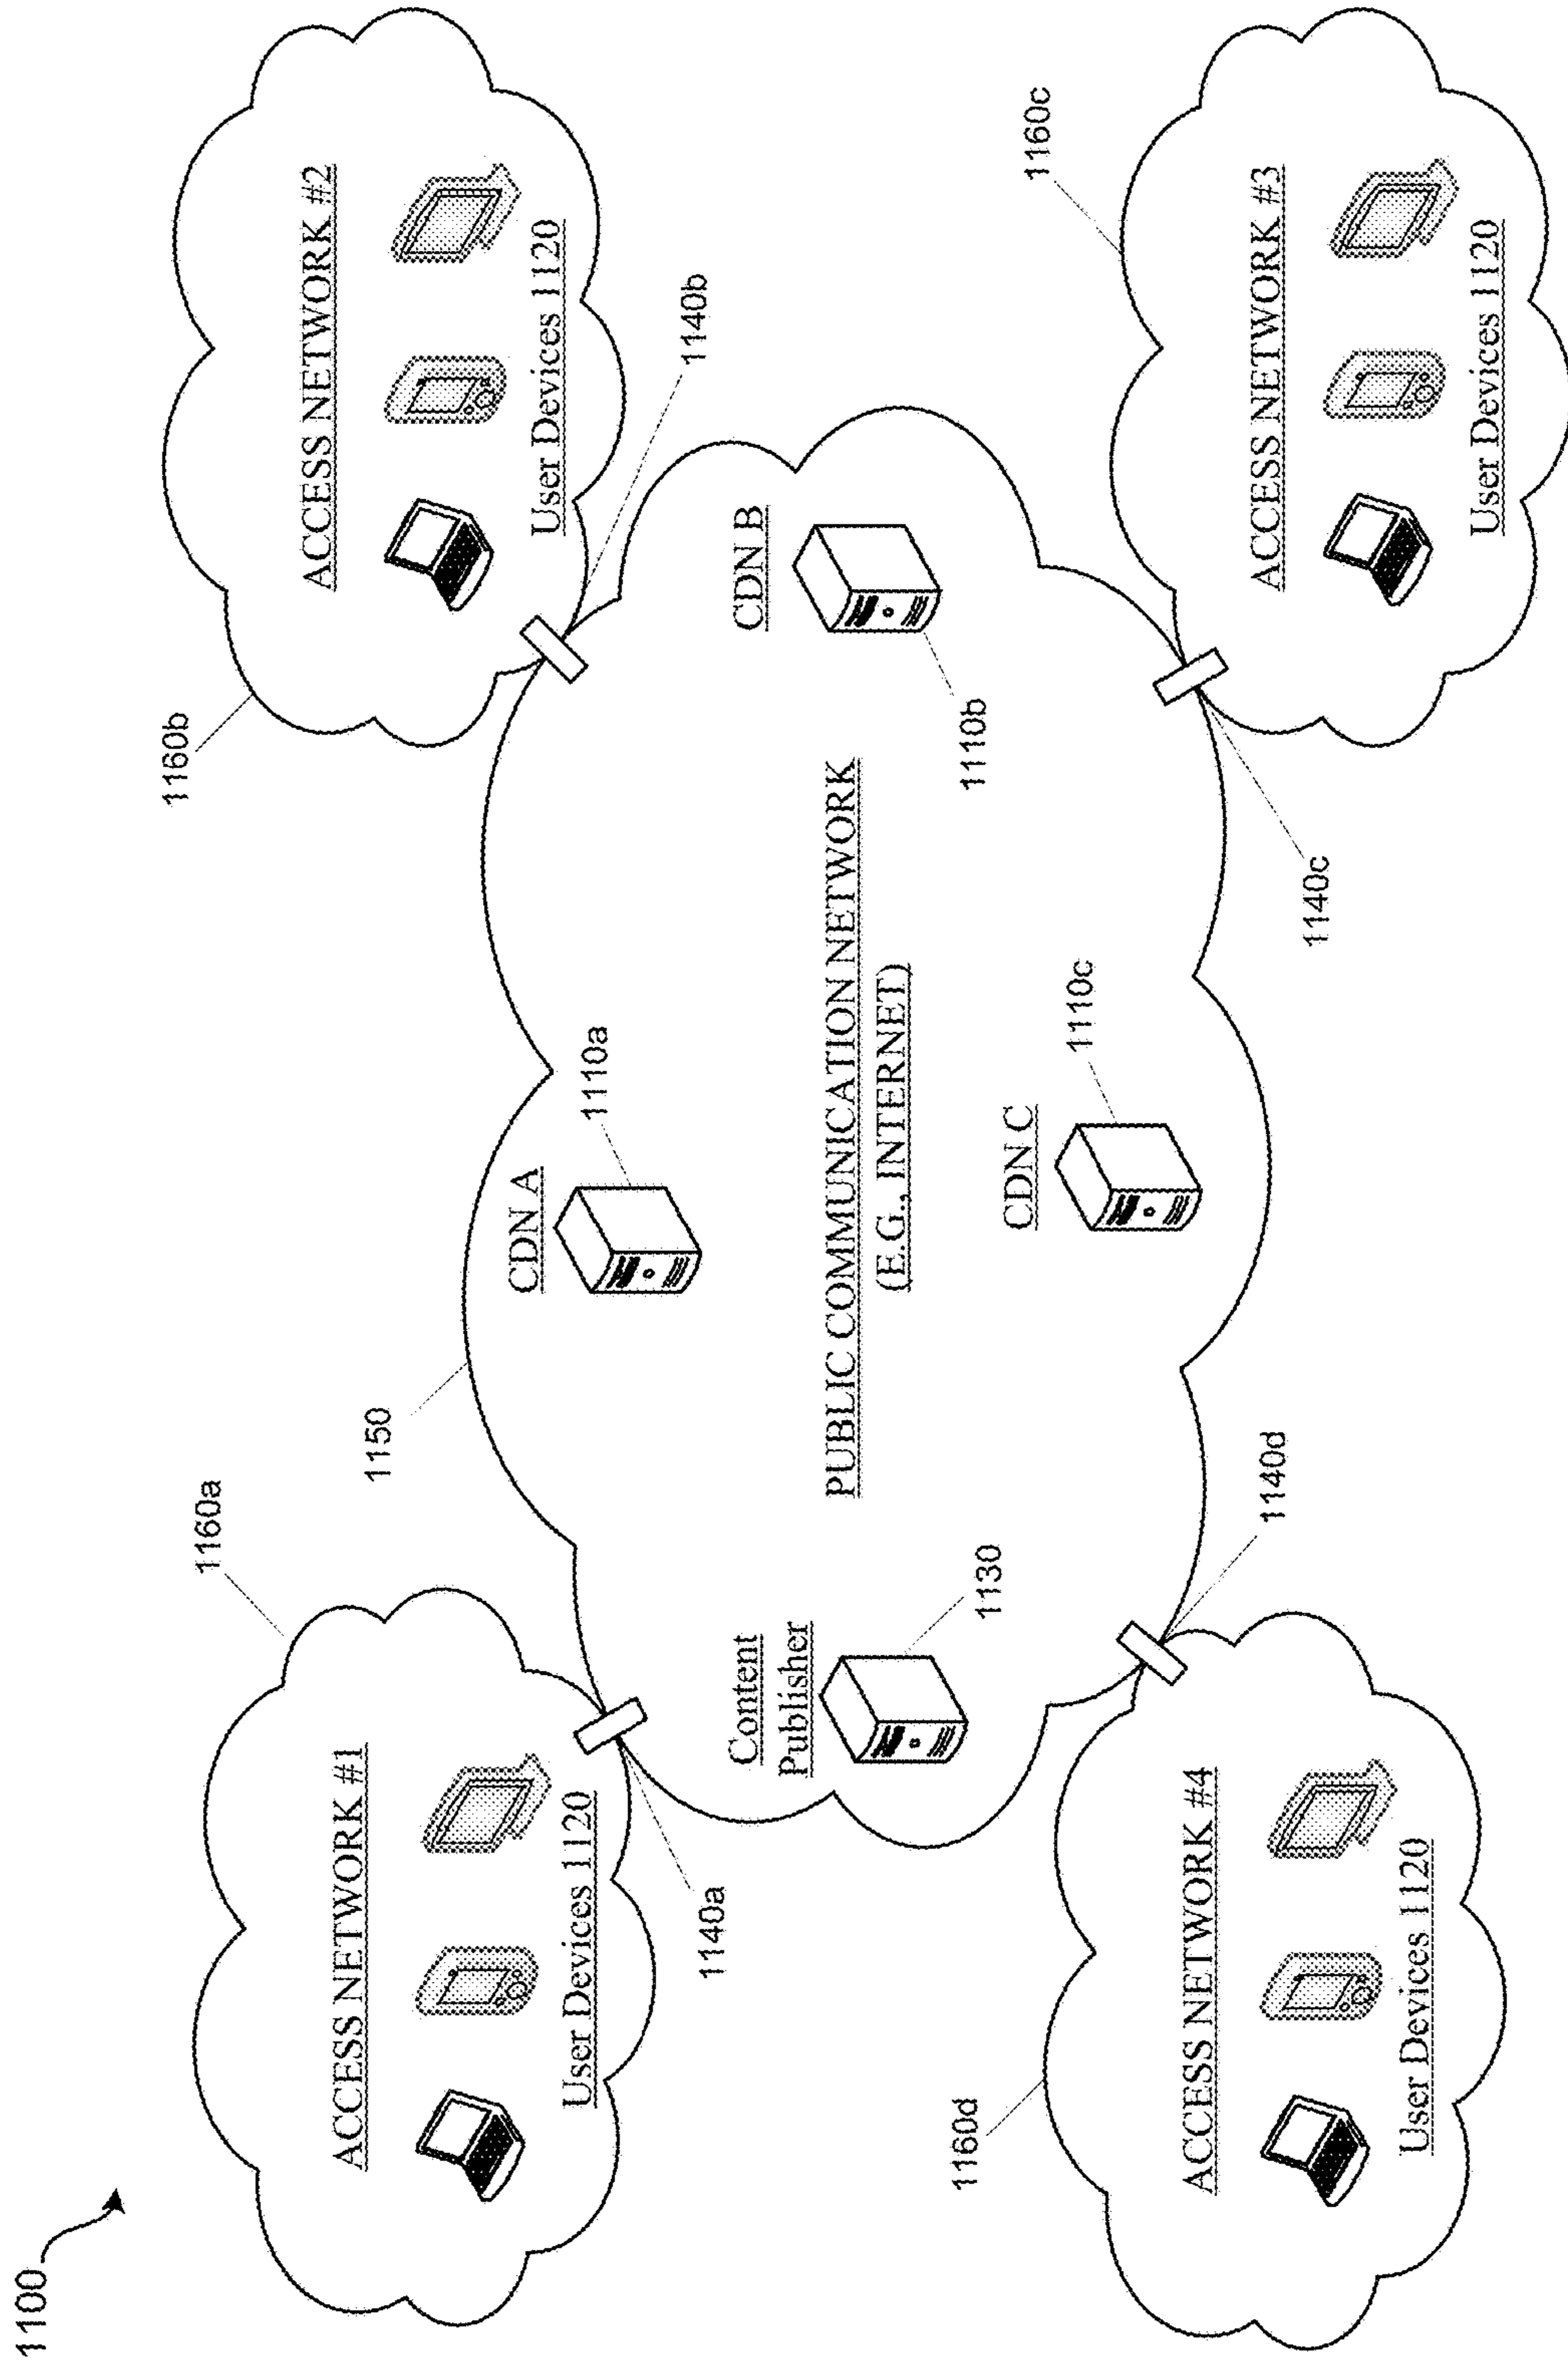 1100
1160a
ACCESS NETWORK #1
User Devices 1120
1140a
1150
1160b
ACCESS NETWORK #2
User Devices 1120
1140b
CDN A
1110a
CDN B
1110b
Content
Publisher
1130
PUBLIC COMMUNICATION NETWORK
(E.G., INTERNET)
CDN C
1110c
1160d
ACCESS NETWORK #4
User Devices 1120
1140d
1160c
ACCESS NETWORK #3
User Devices 1120
1140c